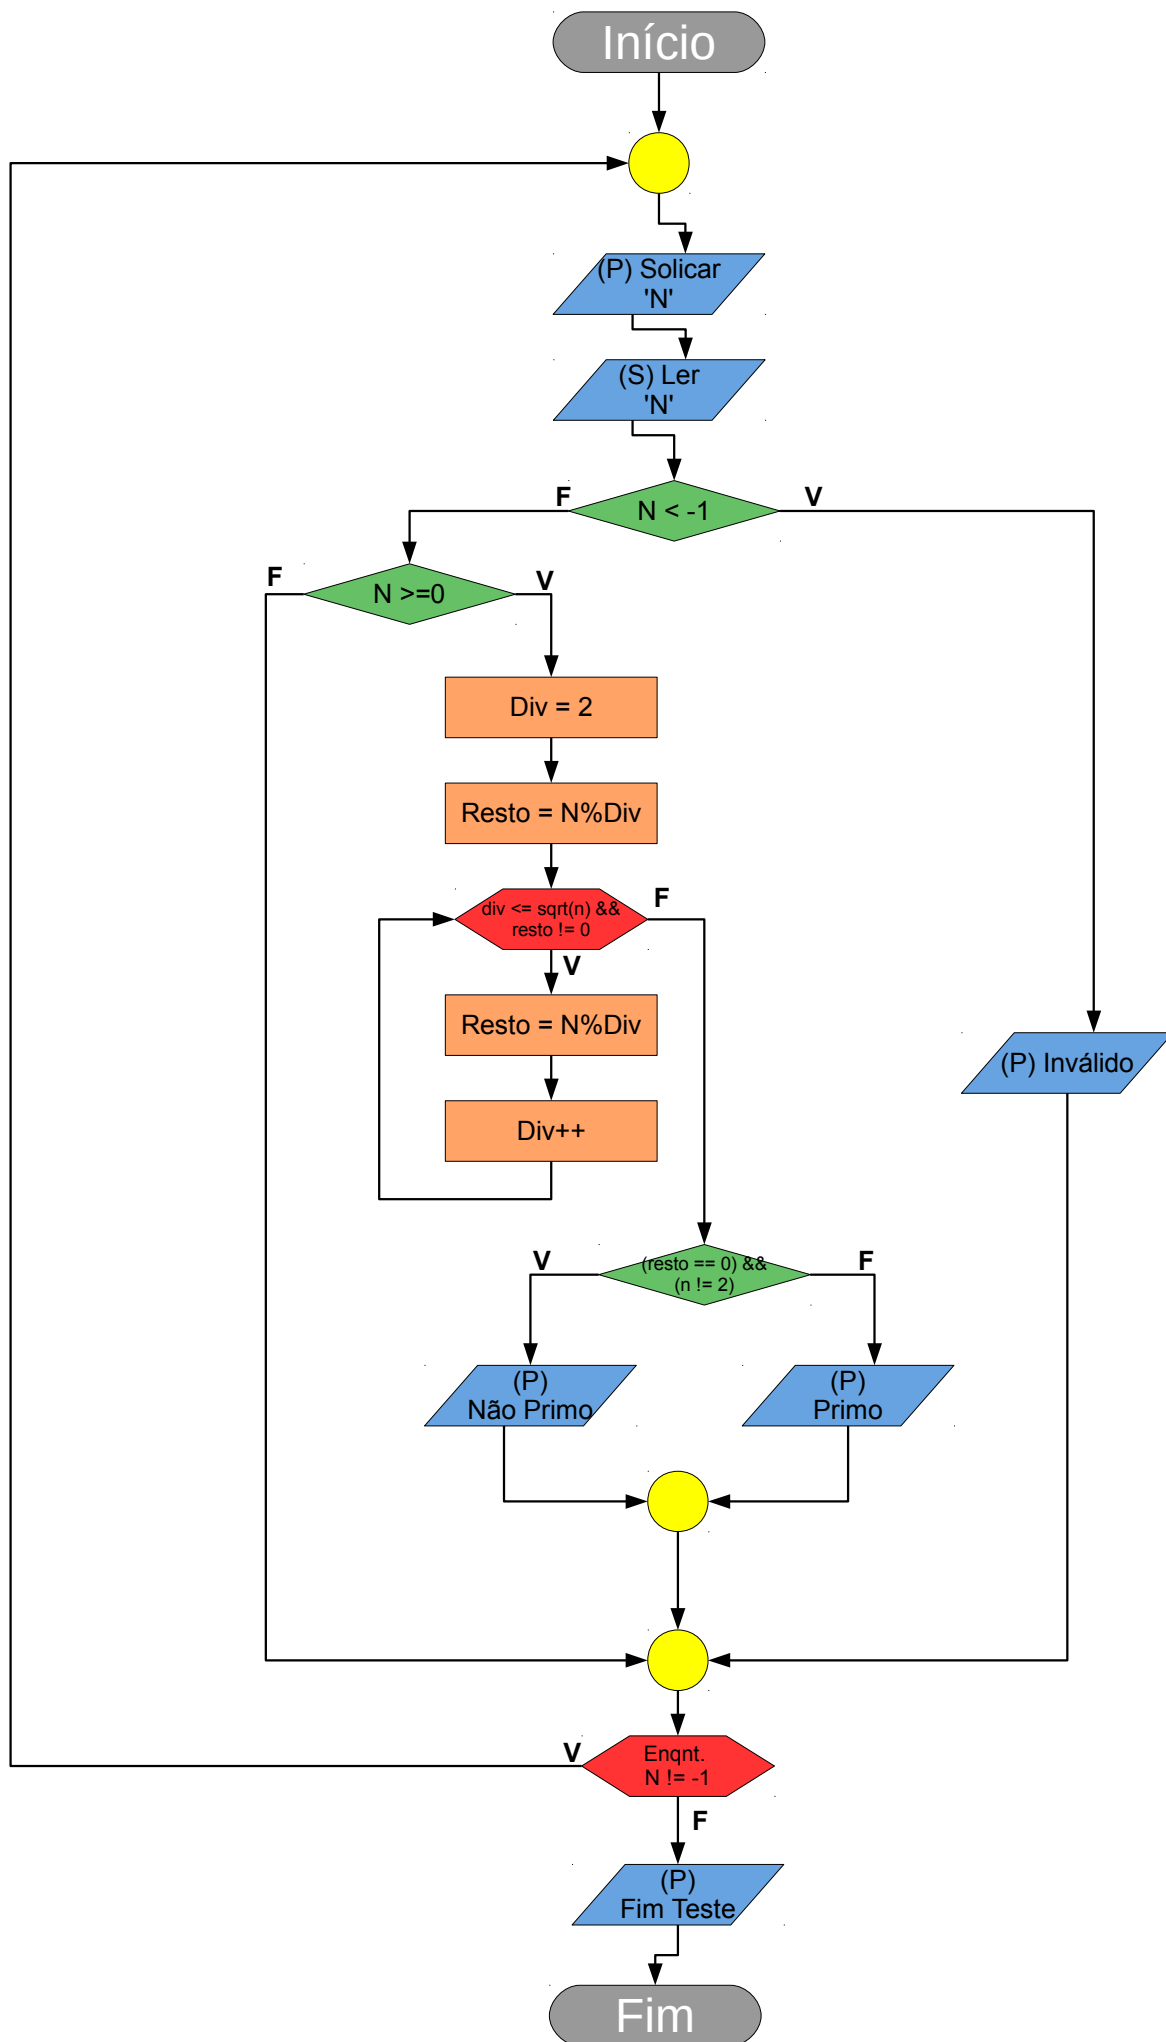 Início
(P) Solicar
'N'
(S) Ler
'N'
F
N < -1
V
F
N >=0
V
Div = 2
Resto = N%Div
div <= sqrt(n) &&
resto != 0
F
V
Resto = N%Div
(P) Inválido
Div++
V
(resto == 0) &&
(n != 2)
F
(P)
Não Primo
(P)
Primo
V
Enqnt.
N != -1
F
(P)
Fim Teste
Fim